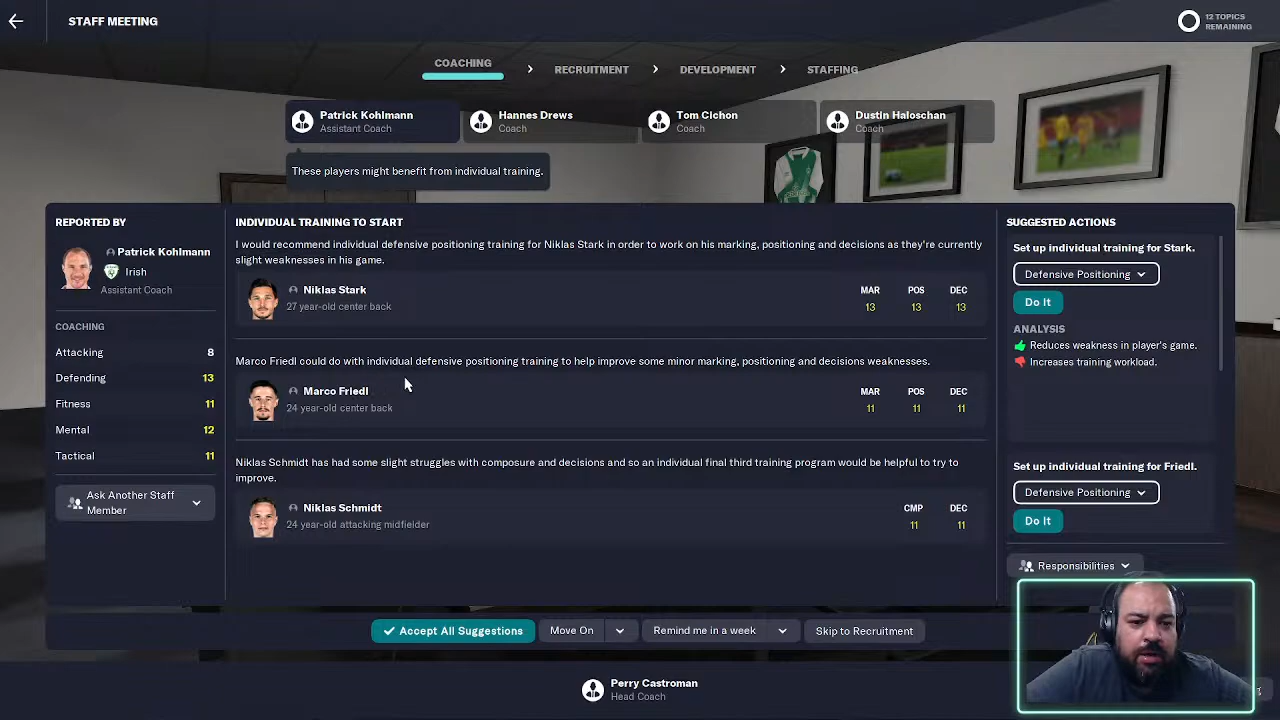 STAFF MEETING
12 TOPICS
REMAINING
COACHING
RECRUITMENT
DEVELOPMENT
STAFFING
Patrick Kohlmann
Assistant Coach
Hannes Drews
Coach
Tom Cichon
Coach
Dustin Haloschan
Coach
These players might benefit from individual training.
REPORTED BY
Patrick Kohlmann
Irish
Assistant Coach
COACHING
Attacking 8
Defending 13
Fitness 11
Mental 12
Tactical 11
Ask Another Staff
Member
INDIVIDUAL TRAINING TO START
I would recommend individual defensive positioning training for Niklas Stark in order to work on his marking, positioning and decisions as they're currently
slight weaknesses in his game.
Niklas Stark
27 year-old center back
MAR POS DEC
13 13 13
Marco Friedl could do with individual defensive positioning training to help improve some minor marking, positioning and decisions weaknesses.
Marco Friedl
24 year-old center back
MAR POS DEC
11 11 11
Niklas Schmidt has had some slight struggles with composure and decisions and so an individual final third training program would be helpful to try to
improve.
Niklas Schmidt
24 year-old attacking midfielder
CMP DEC
11 11
SUGGESTED ACTIONS
Set up individual training for Stark.
Defensive Positioning
Do It
ANALYSIS
Reduces weakness in player's game.
Increases training workload.
Set up individual training for Friedl.
Defensive Positioning
Do It
Responsibilities
Accept All Suggestions
Move On
Remind me in a week
Skip to Recruitment
Perry Castroman
Head Coach